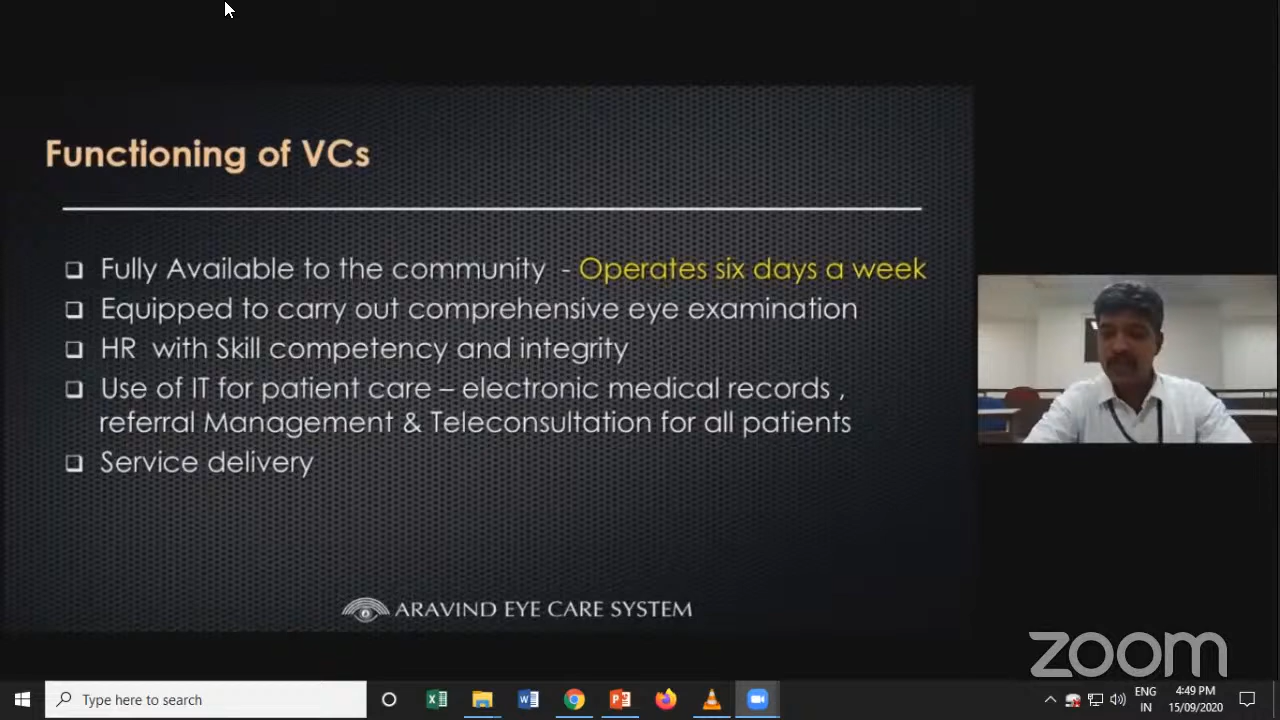 Functioning of VCs
❑ Fully Available to the community - Operates six days a week
❑ Equipped to carry out comprehensive eye examination
❑ HR with Skill competency and integrity
❑ Use of IT for patient care – electronic medical records ,
referral Management & Teleconsultation for all patients
❑ Service delivery
ARAVIND EYE CARE SYSTEM
zoom
Type here to search
ENG
IN
4:49 PM
15/09/2020